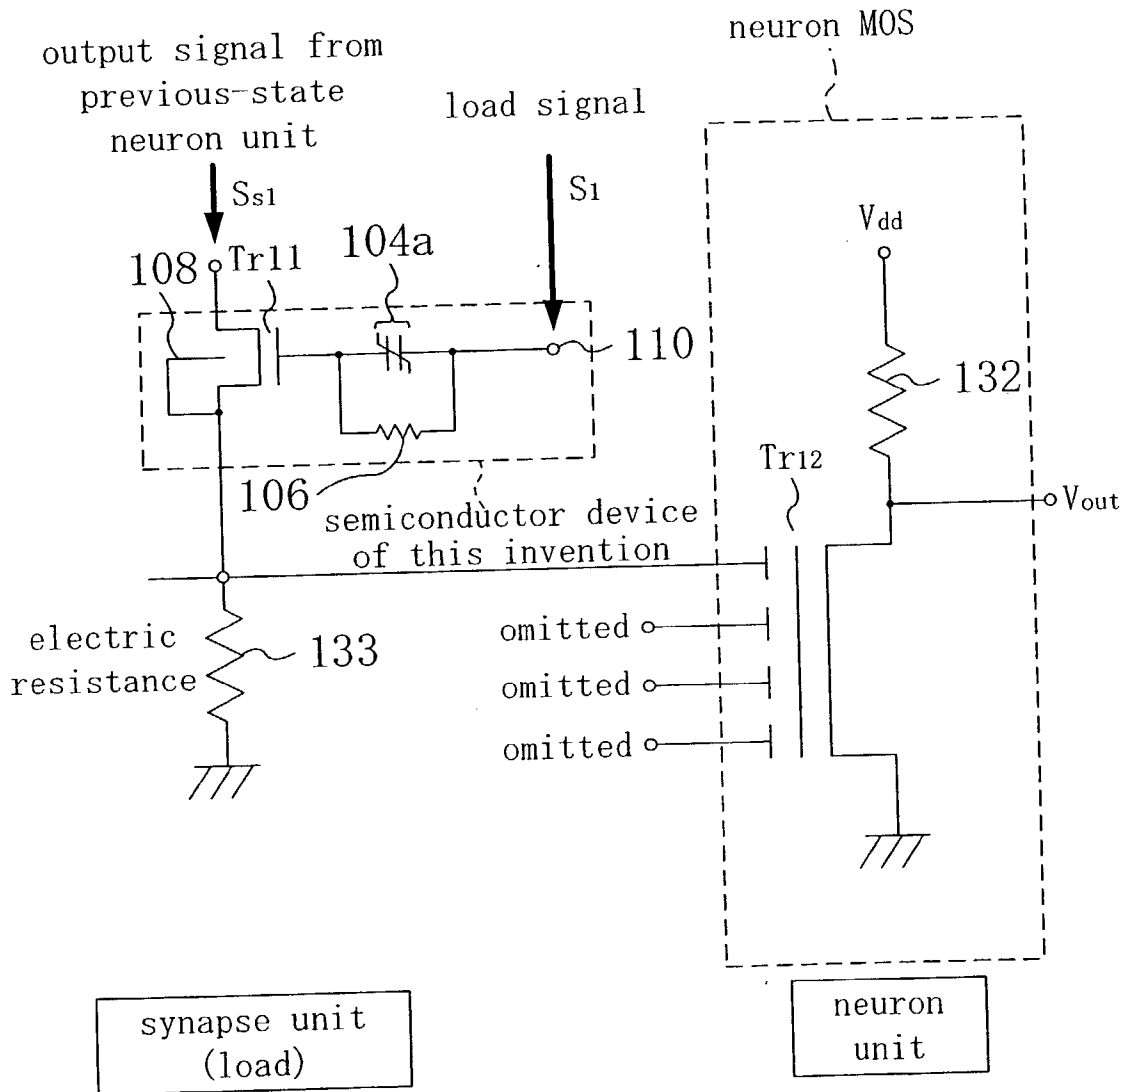 output signal from
previous-state
neuron unit
Ss1
load signal
S1
neuron MOS
Vdd
108
Tr11
104a
110
132
106
Tr12
Vout
semiconductor device
of this invention
electric
resistance
133
omitted
omitted
omitted
synapse unit
(load)
neuron
unit